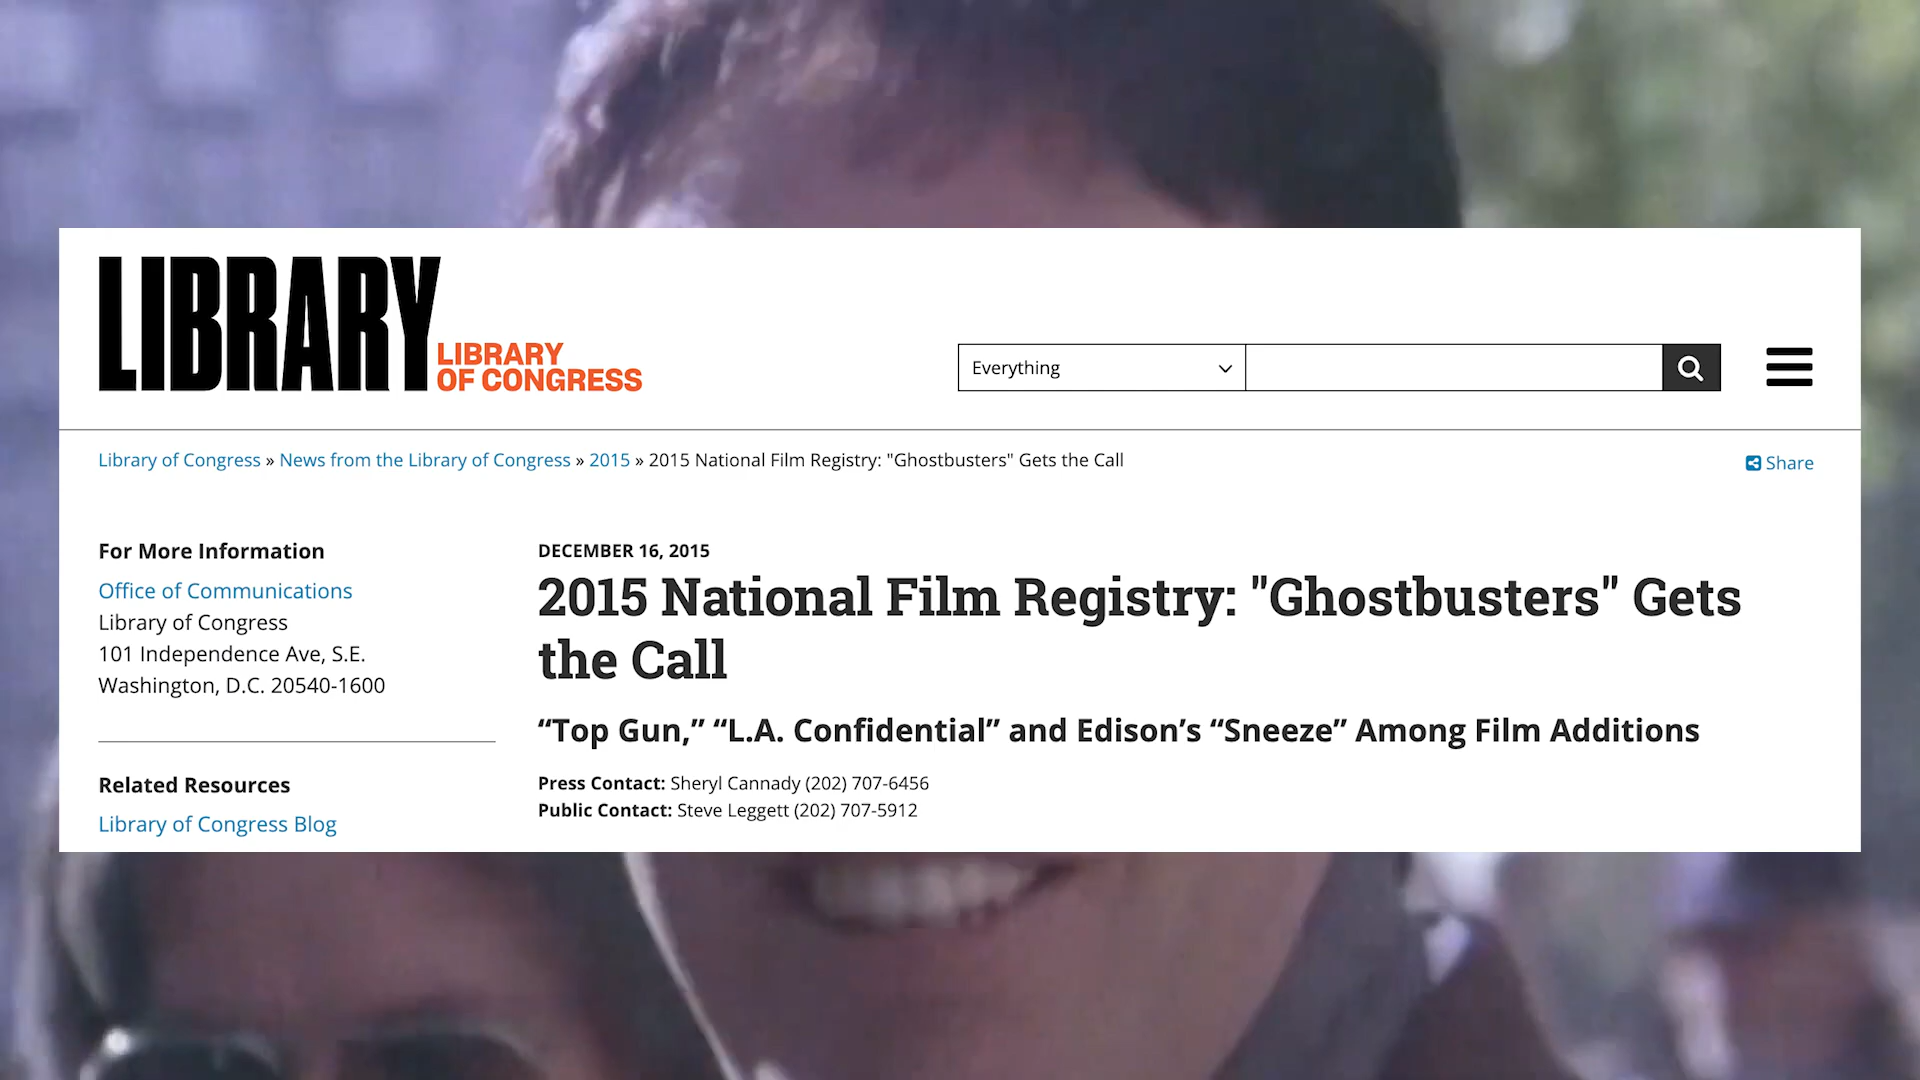 LIBRARY
LIBRARY
OF CONGRESS
Everything
Library of Congress » News from the Library of Congress » 2015 » 2015 National Film Registry: "Ghostbusters" Gets the Call
Share
For More Information
Office of Communications
Library of Congress
101 Independence Ave, S.E.
Washington, D.C. 20540-1600
Related Resources
Library of Congress Blog
DECEMBER 16, 2015
2015 National Film Registry: "Ghostbusters" Gets
the Call
“Top Gun,” “L.A. Confidential” and Edison’s “Sneeze” Among Film Additions
Press Contact: Sheryl Cannady (202) 707-6456
Public Contact: Steve Leggett (202) 707-5912